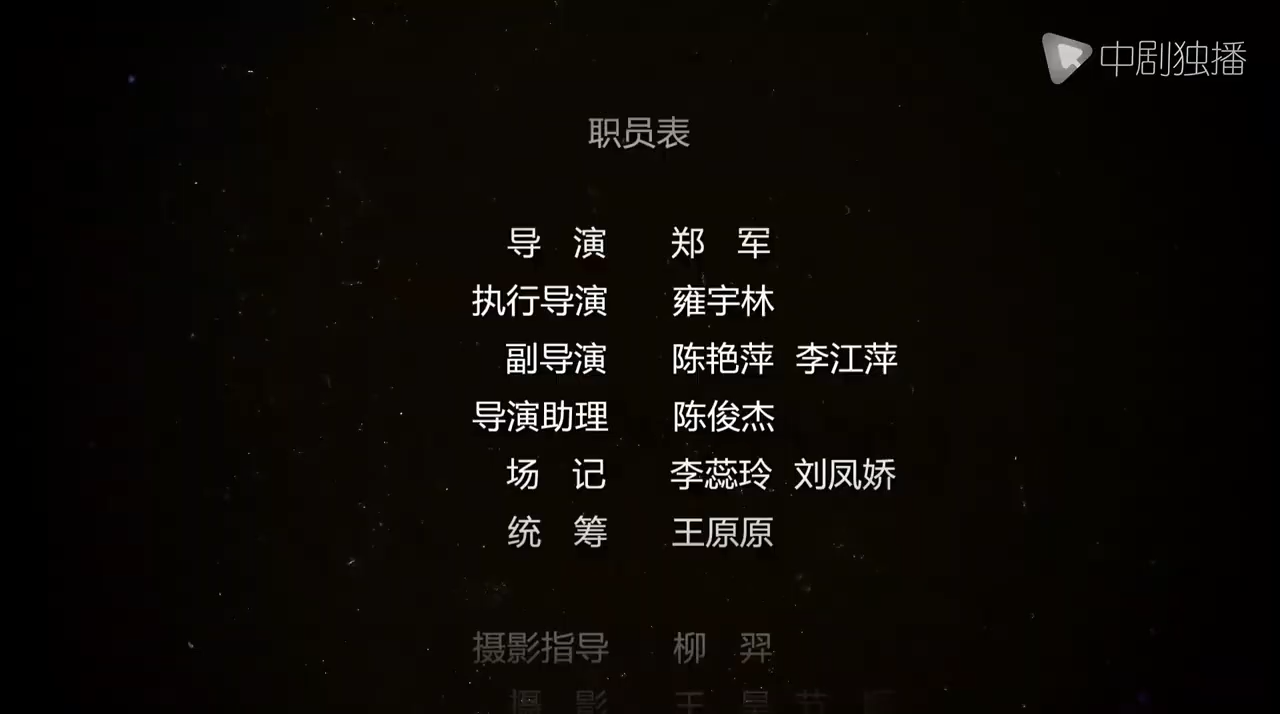 中剧独播
职员表
导 演 郑 军
执行导演 雍宇林
副导演 陈艳萍 李江萍
导演助理 陈俊杰
场 记 李蕊玲 刘凤娇
统 筹 王原原
摄影指导 柳 羿
摄 影